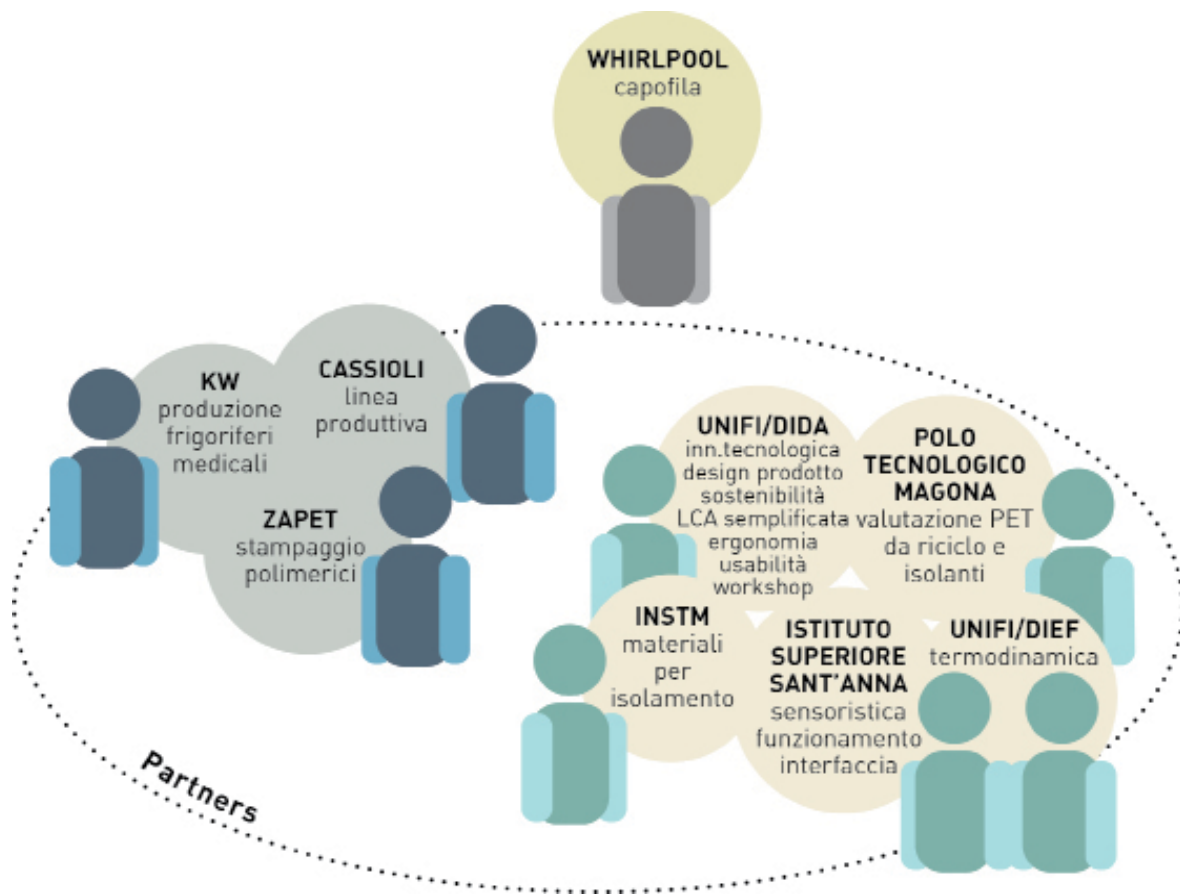 WHIRLPOOL
capofila
KW
produzione
frigoriferi
medicali
CASSIOLI
linea
produttiva
ZAPET
stampaggio
polimerici
UNIFI/DIDA
inn.tecnologica
design prodotto
sostenibilità
LCA semplificata
ergonomia
usabilità
workshop
POLO
TECNOLOGICO
MAGONA
valutazione PET
da riciclo e
isolanti
INSTM
materiali
per
isolamento
ISTITUTO
SUPERIORE
SANT'ANNA
sensoristica
funzionamento
interfaccia
UNIFI/DIEF
termodinamica
Partners